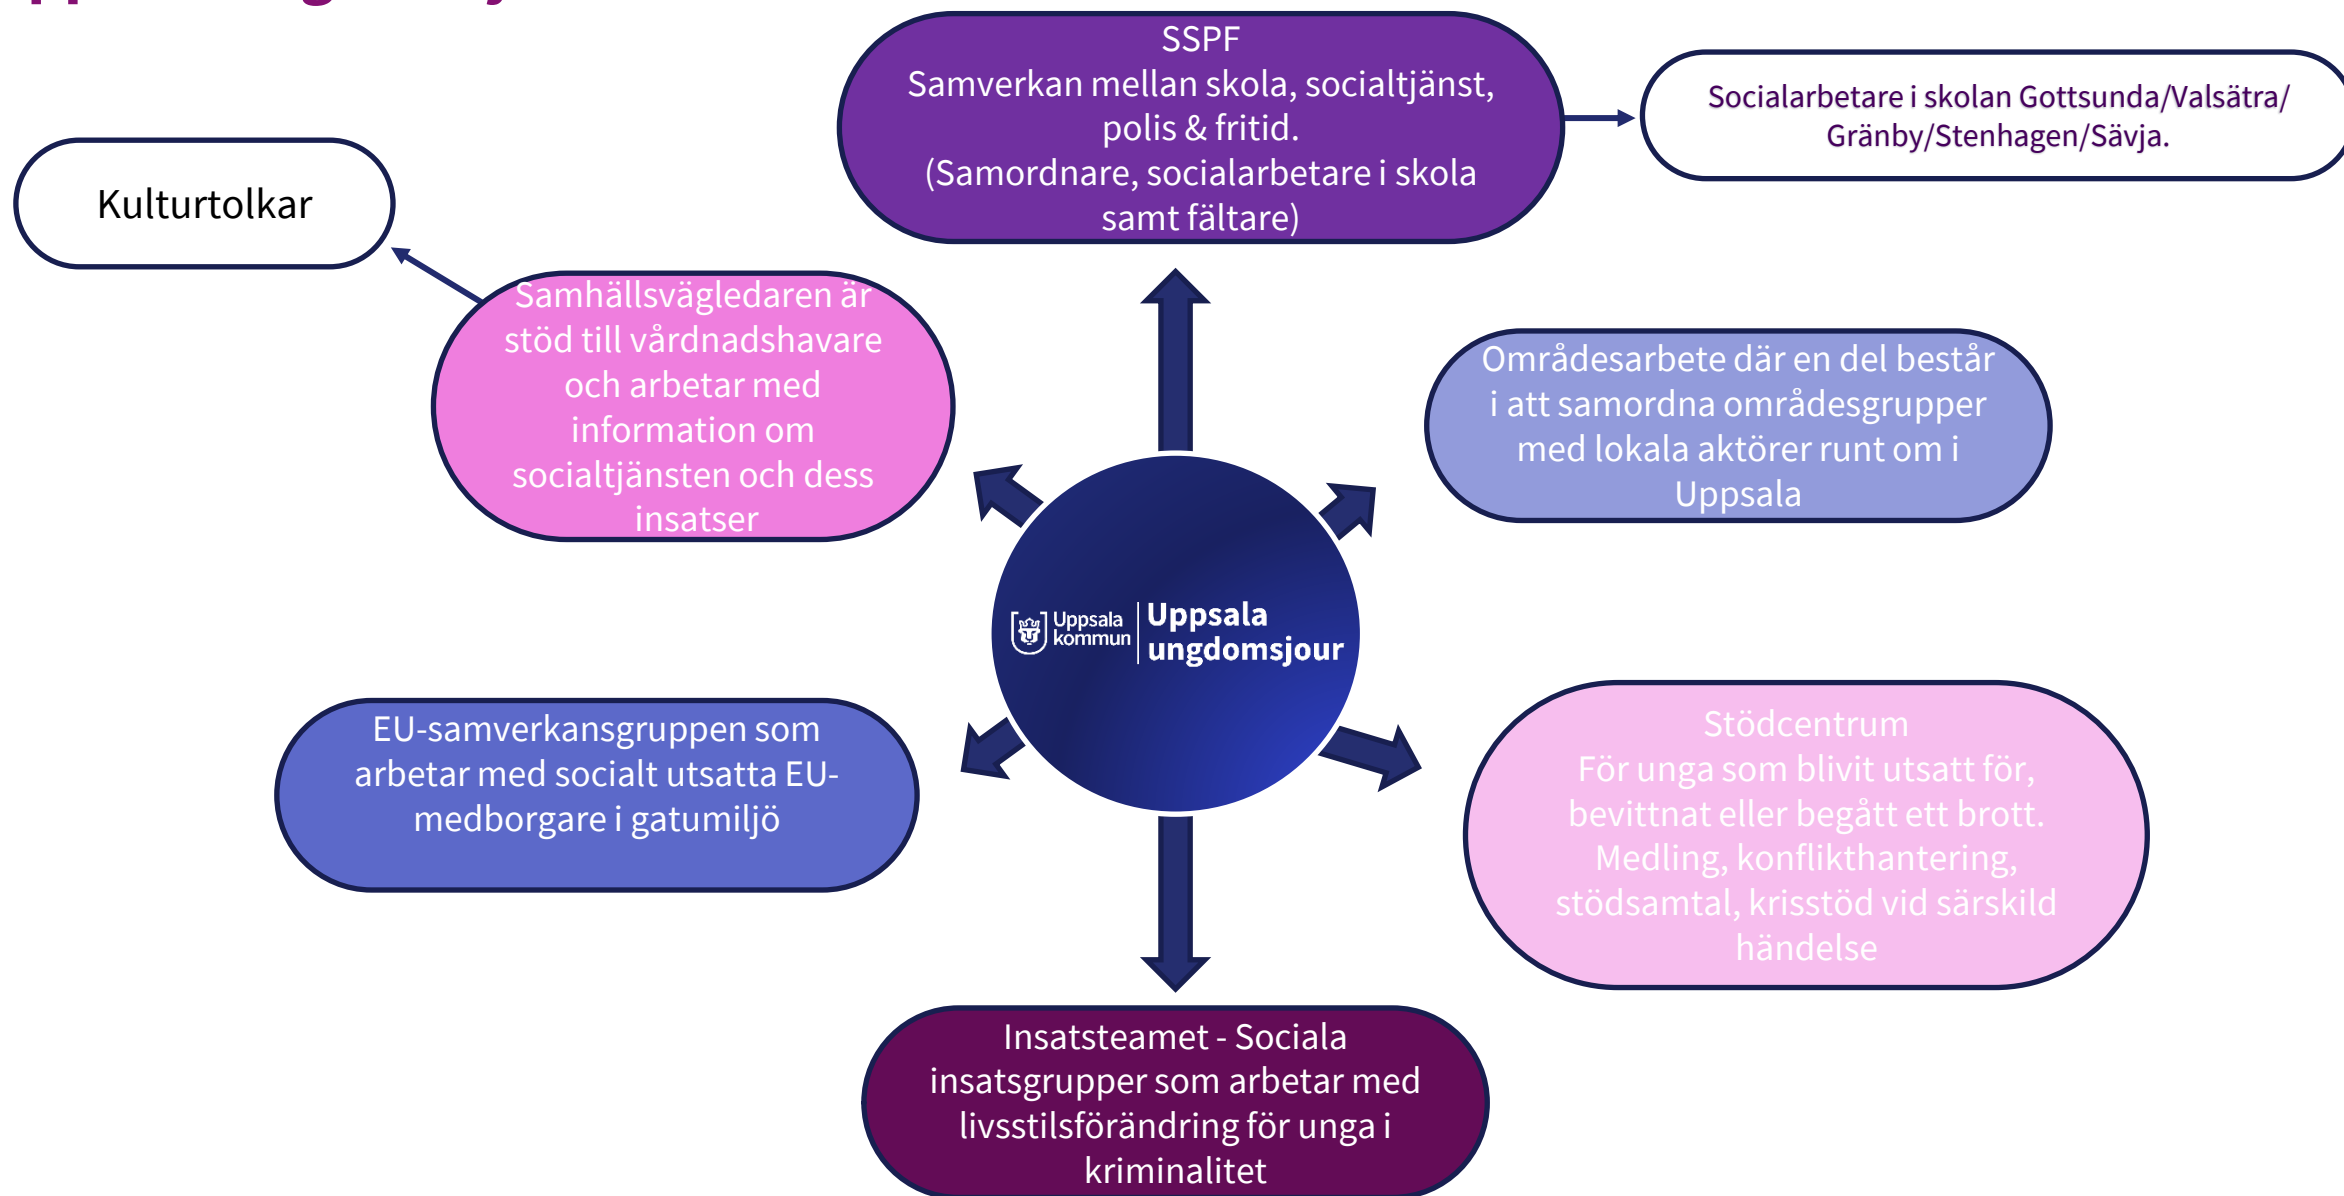 SSPF
Samverkan mellan skola, socialtjänst,
polis & fritid.
(Samordnare, socialarbetare i skola
samt fältare)
Socialarbetare i skolan Gottsunda/Valsätra/
Gränby/Stenhagen/Sävja.
Kulturtolkar
Samhällsvägledaren är
stöd till vårdnadshavare
och arbetar med
information om
socialtjänsten och dess
insatser
Områdesarbete där en del består
i att samordna områdesgrupper
med lokala aktörer runt om i
Uppsala
Uppsala
kommun
Uppsala
ungdomsjour
EU-samverkansgruppen som
arbetar med socialt utsatta EU-
medborgare i gatumiljö
Stödcentrum
För unga som blivit utsatt för,
bevittnat eller begått ett brott.
Medling, konflikthantering,
stödsamtal, krisstöd vid särskild
händelse
Insatsteamet - Sociala
insatsgrupper som arbetar med
livsstilsförändring för unga i
kriminalitet